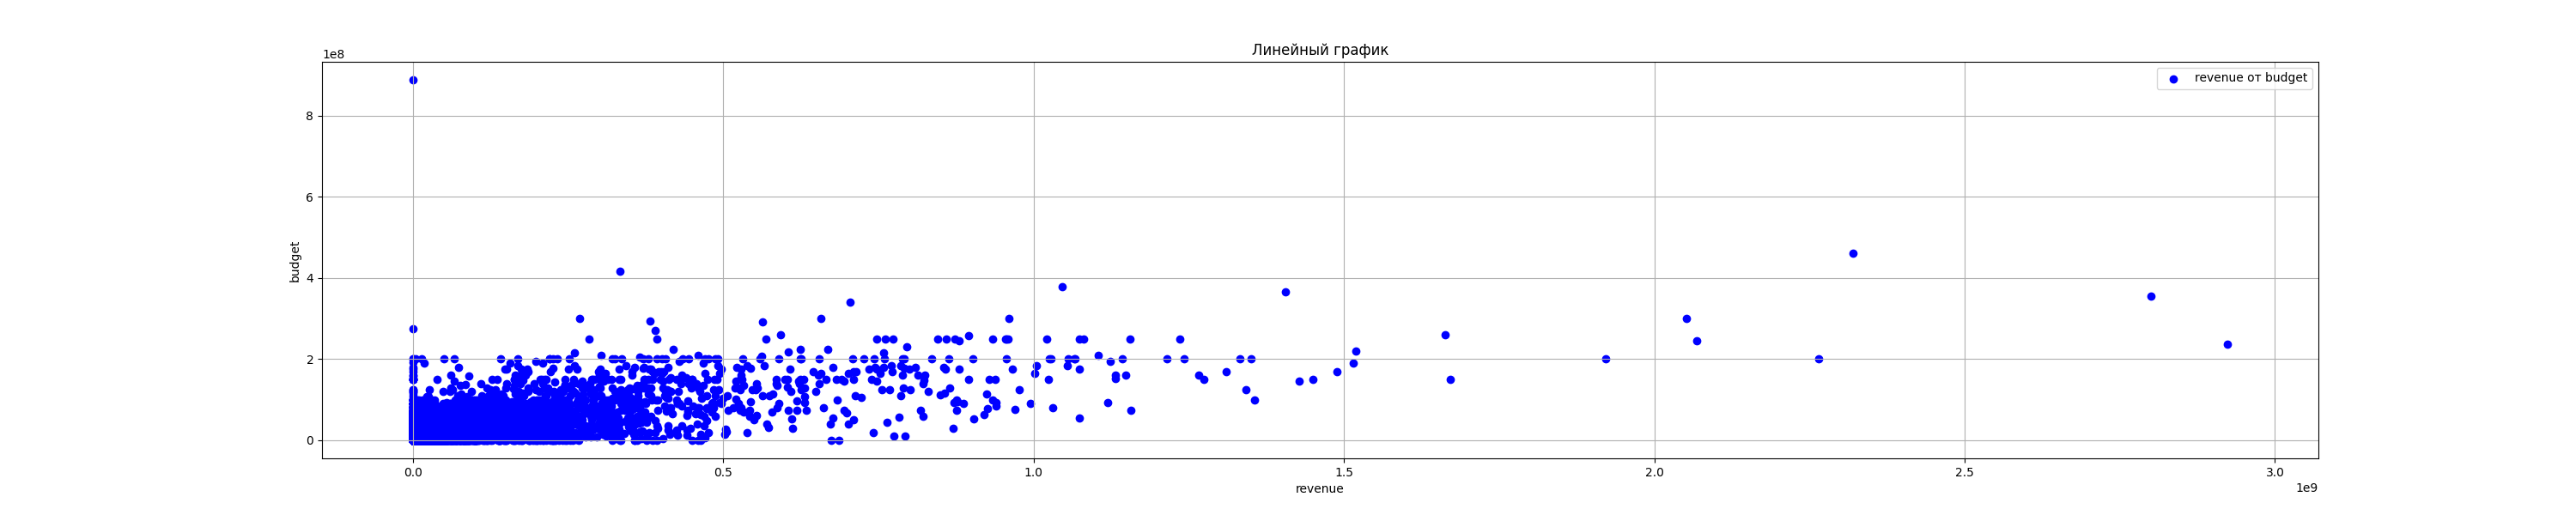 Линейный график
1e8
revenue от budget
8
6
4
2
0
budget
0.0 0.5 1.0 1.5 2.0 2.5 3.0
revenue
1e9